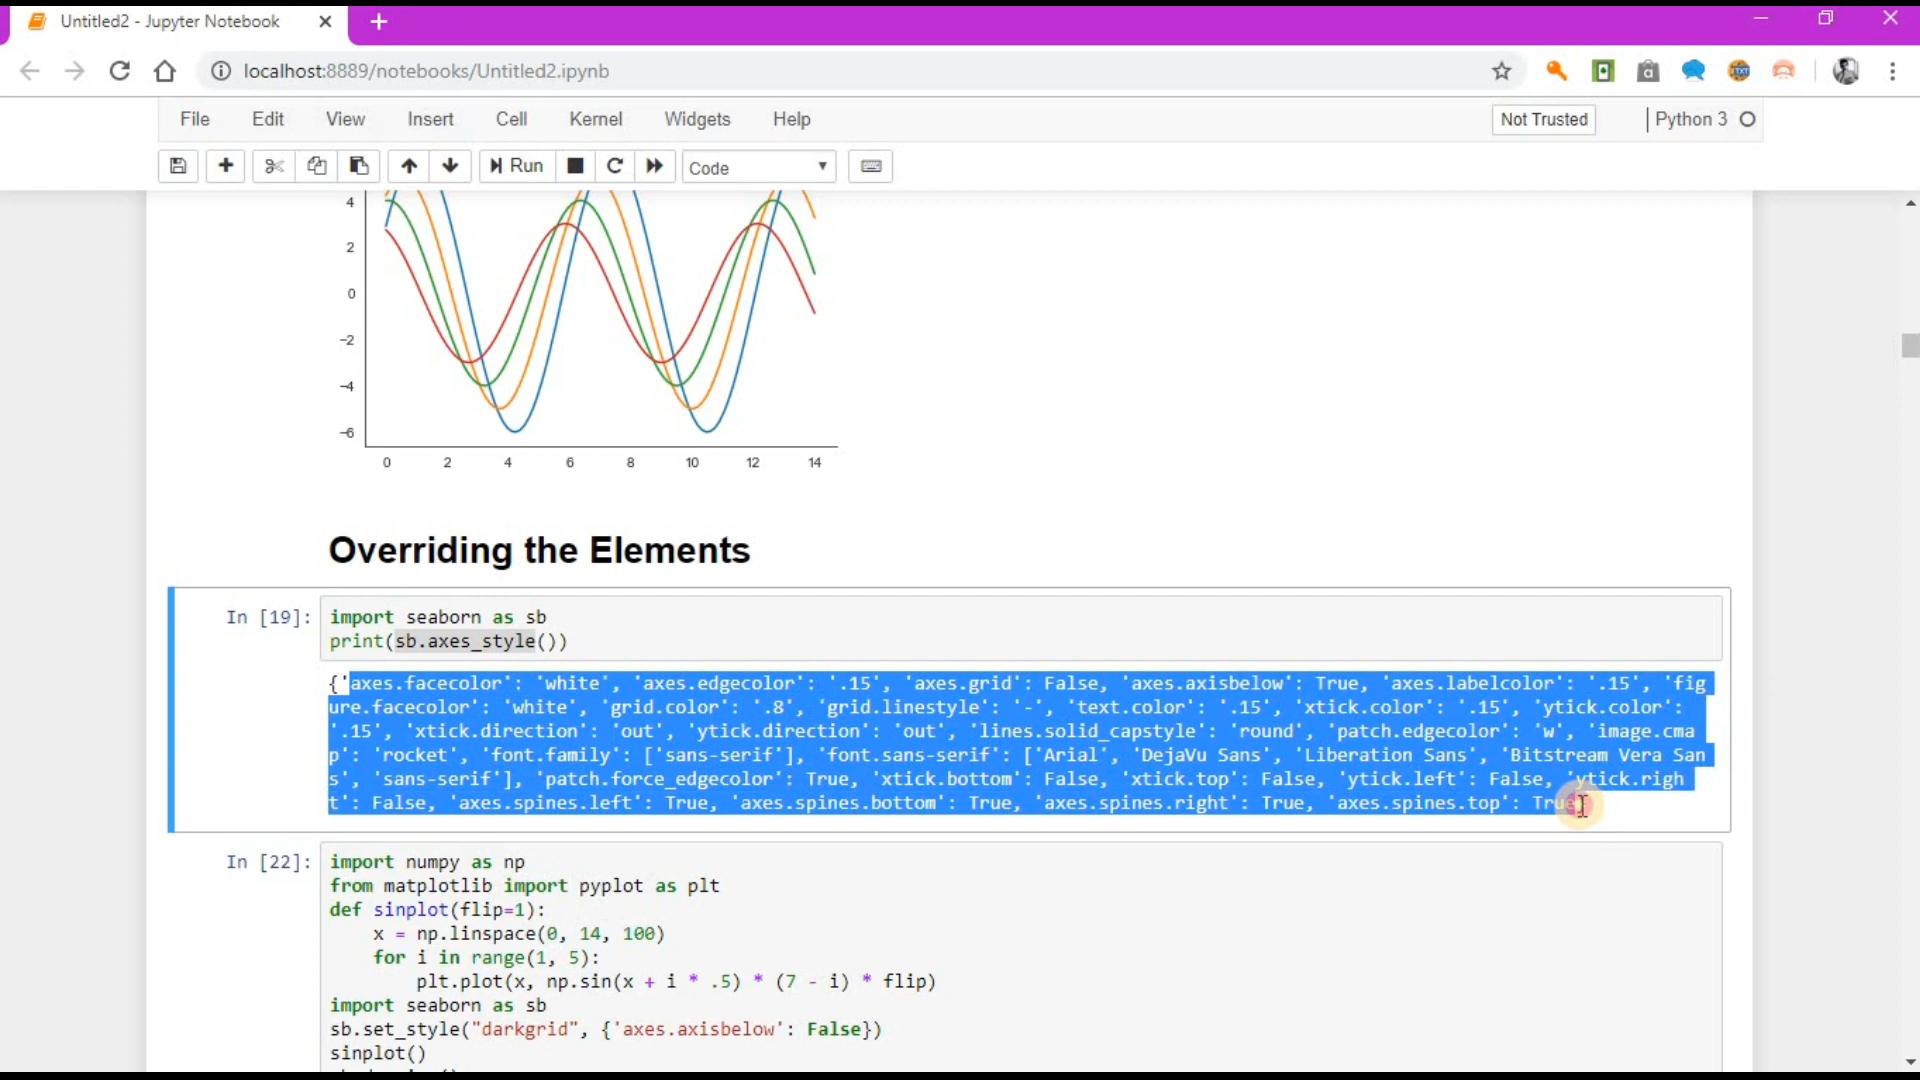 Untitled2 - Jupyter Notebook
localhost:8889/notebooks/Untitled2.ipynb
File Edit View Insert Cell Kernel Widgets Help Not Trusted Python 3
Run Code
4
2
0
−2
−4
−6
0 2 4 6 8 10 12 14
Overriding the Elements
In [19]: import seaborn as sb
print(sb.axes_style())
{'axes.facecolor': 'white', 'axes.edgecolor': '.15', 'axes.grid': False, 'axes.axisbelow': True, 'axes.labelcolor': '.15', 'fig
ure.facecolor': 'white', 'grid.color': '.8', 'grid.linestyle': '-', 'text.color': '.15', 'xtick.color': '.15', 'ytick.color':
'.15', 'xtick.direction': 'out', 'ytick.direction': 'out', 'lines.solid_capstyle': 'round', 'patch.edgecolor': 'w', 'image.cma
p': 'rocket', 'font.family': ['sans-serif'], 'font.sans-serif': ['Arial', 'DejaVu Sans', 'Liberation Sans', 'Bitstream Vera San
s', 'sans-serif'], 'patch.force_edgecolor': True, 'xtick.bottom': False, 'xtick.top': False, 'ytick.left': False, 'ytick.righ
t': False, 'axes.spines.left': True, 'axes.spines.bottom': True, 'axes.spines.right': True, 'axes.spines.top': True
In [22]: import numpy as np
from matplotlib import pyplot as plt
def sinplot(flip=1):
    x = np.linspace(0, 14, 100)
    for i in range(1, 5):
        plt.plot(x, np.sin(x + i * .5) * (7 - i) * flip)
import seaborn as sb
sb.set_style("darkgrid", {'axes.axisbelow': False})
sinplot()